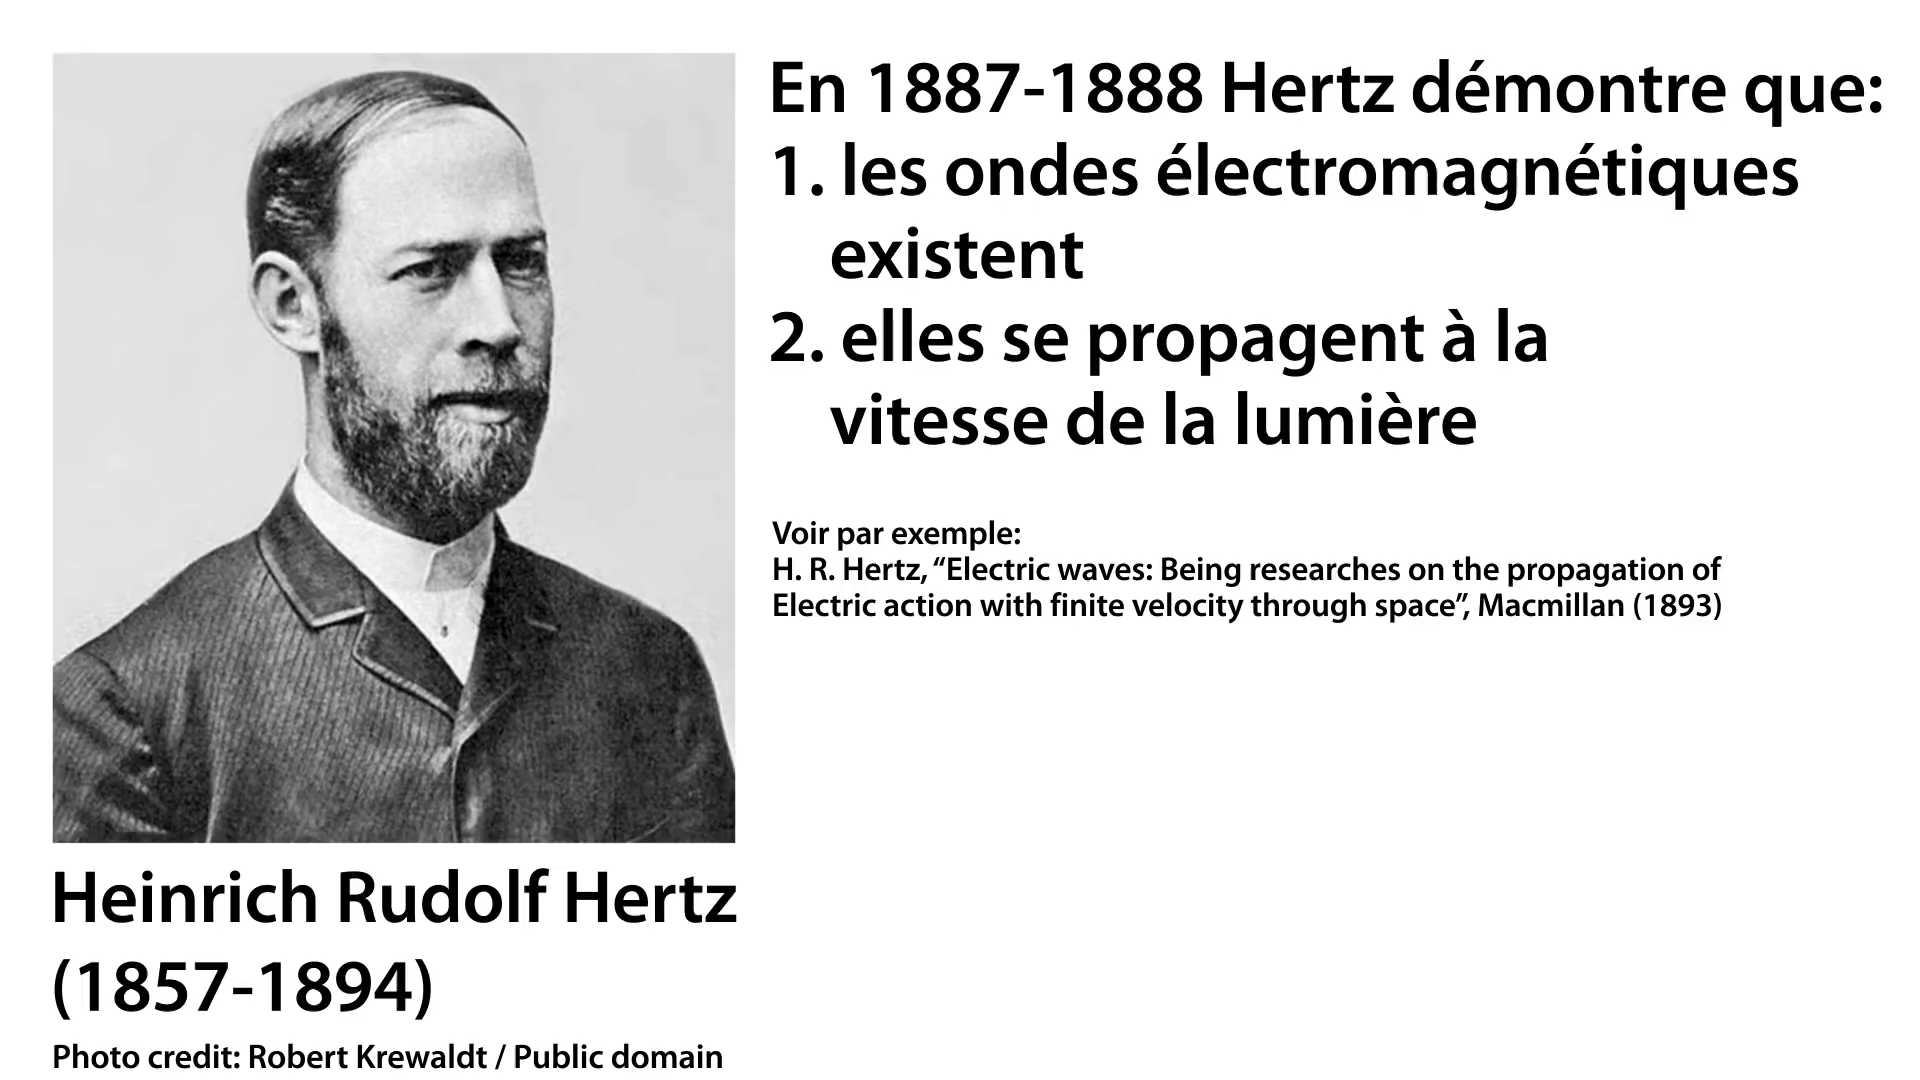 En 1887-1888 Hertz démontre que:
1. les ondes électromagnétiques
existent
2. elles se propagent à la
vitesse de la lumière
Voir par exemple:
H. R. Hertz, “Electric waves: Being researches on the propagation of
Electric action with finite velocity through space”, Macmillan (1893)
Heinrich Rudolf Hertz
(1857-1894)
Photo credit: Robert Krewaldt / Public domain